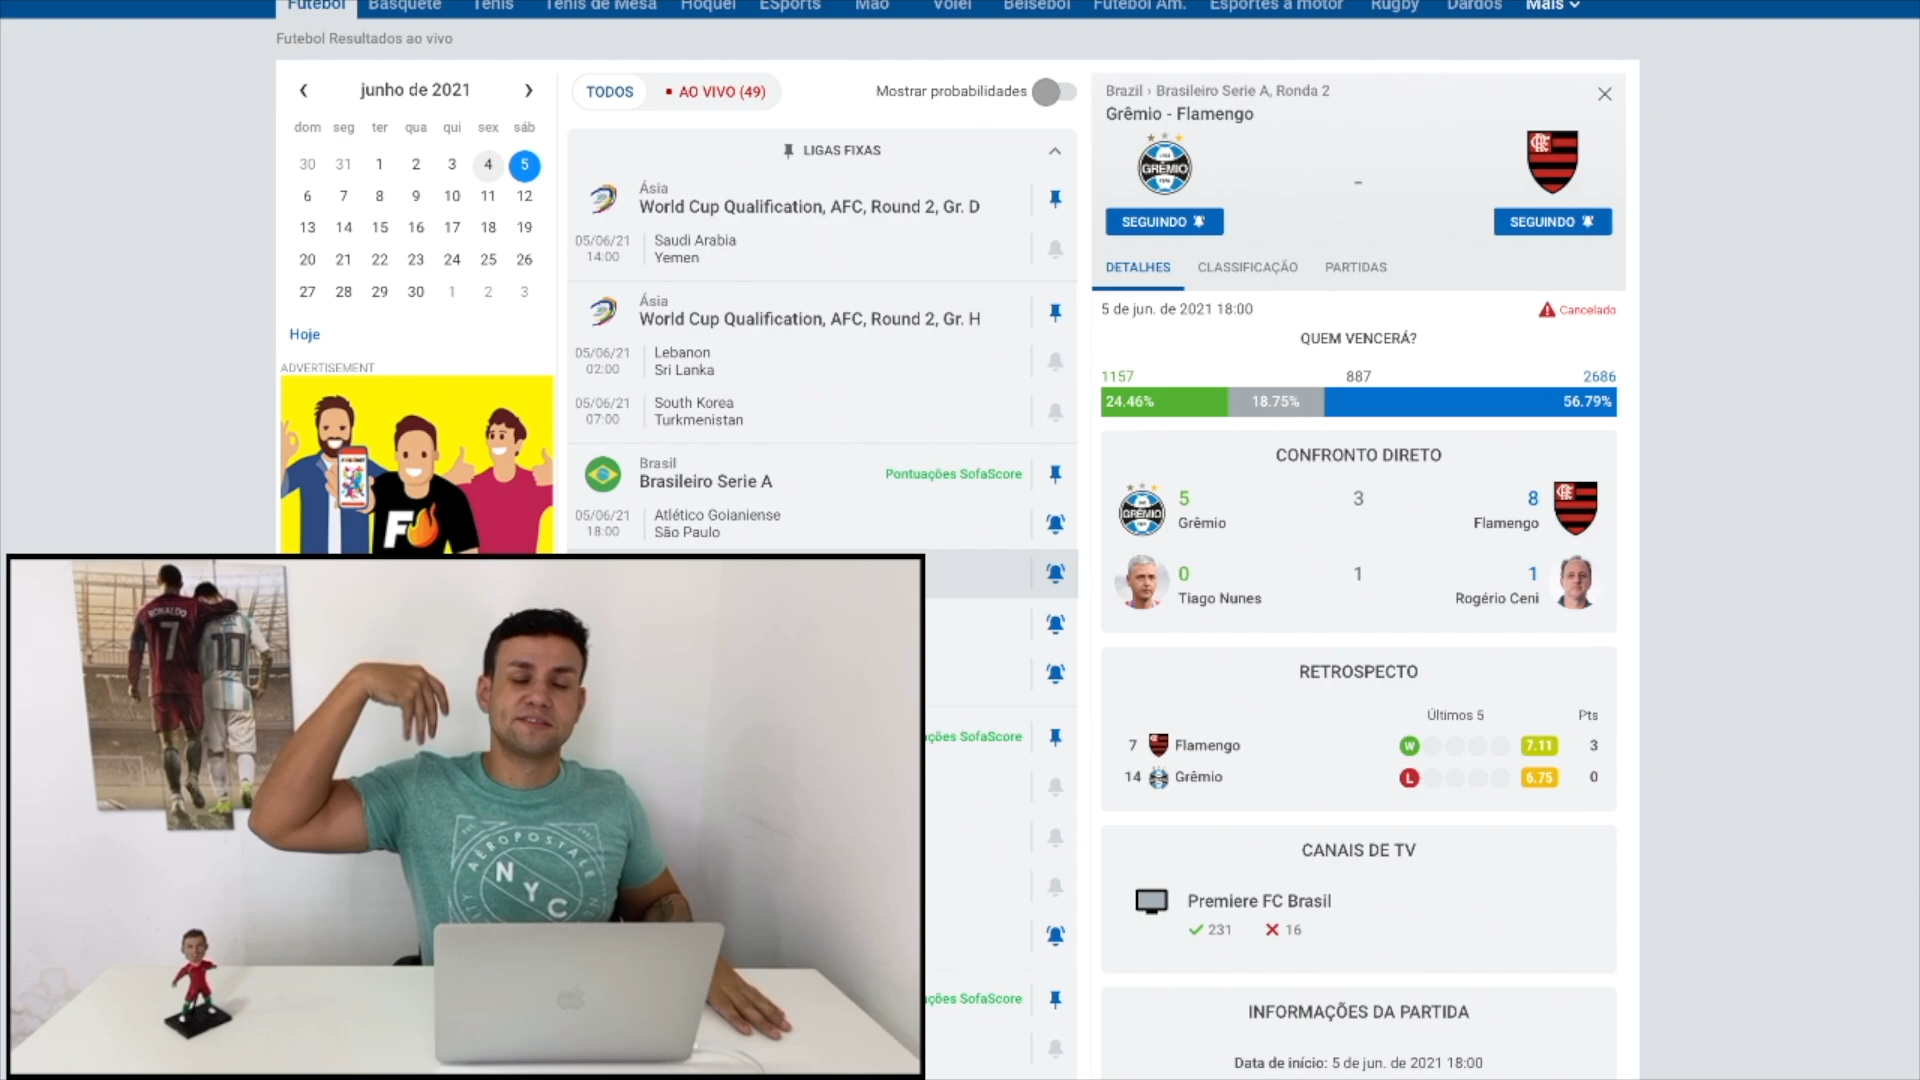 Futebol Basquete Tênis Tênis de Mesa Hóquei ESports Mão Vôlei Beisebol Futebol Am. Esportes a motor Rugby Dardos Mais
Futebol Resultados ao vivo
junho de 2021
dom seg ter qua qui sex sáb
30 31 1 2 3 4 5
6 7 8 9 10 11 12
13 14 15 16 17 18 19
20 21 22 23 24 25 26
27 28 29 30 1 2 3
Hoje
ADVERTISEMENT
F
TODOS
AO VIVO (49)
Mostrar probabilidades
LIGAS FIXAS
Ásia
World Cup Qualification, AFC, Round 2, Gr. D
05/06/21
14:00
Saudi Arabia
Yemen
Ásia
World Cup Qualification, AFC, Round 2, Gr. H
05/06/21
02:00
Lebanon
Sri Lanka
05/06/21
07:00
South Korea
Turkmenistan
Brasil
Brasileiro Serie A
Pontuações SofaScore
05/06/21
18:00
Atlético Goianiense
São Paulo
ções SofaScore
ções SofaScore
Brazil › Brasileiro Serie A, Ronda 2
Grêmio - Flamengo
GRÊMIO
-
SEGUINDO
SEGUINDO
DETALHES CLASSIFICAÇÃO PARTIDAS
5 de jun. de 2021 18:00
Cancelado
QUEM VENCERÁ?
1157 887 2686
24.46% 18.75% 56.79%
CONFRONTO DIRETO
GRÊMIO
5 3 8
Grêmio Flamengo
0 1 1
Tiago Nunes Rogério Ceni
RETROSPECTO
Últimos 5 Pts
7 Flamengo W 7.11 3
14 Grêmio L 6.75 0
CANAIS DE TV
Premiere FC Brasil
231 16
INFORMAÇÕES DA PARTIDA
Data de início: 5 de jun. de 2021 18:00
RONALDO
7
10
AÉROPOSTALE
NYC